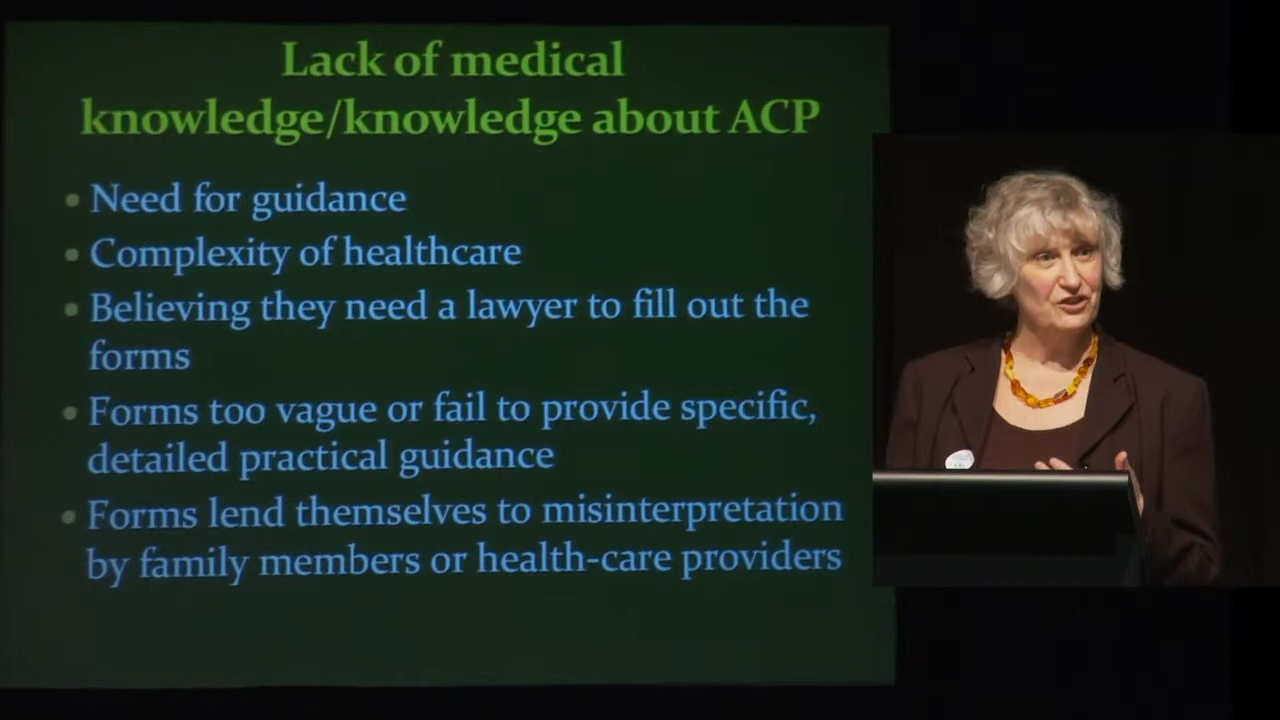 Lack of medical
knowledge/knowledge about ACP
• Need for guidance
• Complexity of healthcare
• Believing they need a lawyer to fill out the
forms
• Forms too vague or fail to provide specific,
detailed practical guidance
• Forms lend themselves to misinterpretation
by family members or health-care providers